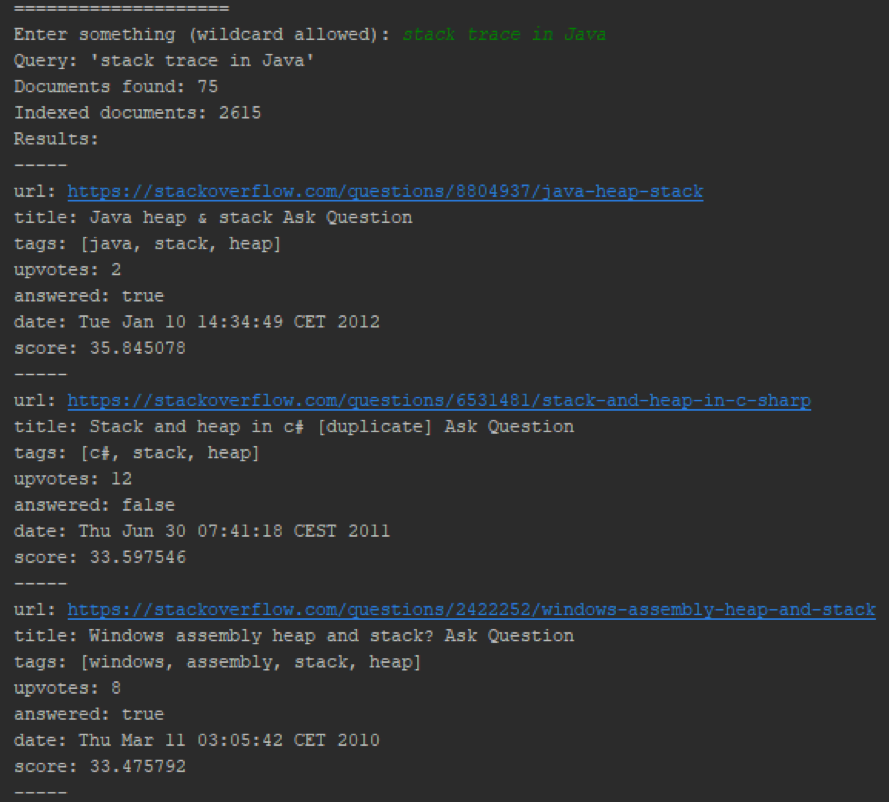 ====================
Enter something (wildcard allowed): stack trace in Java
Query: 'stack trace in Java'
Documents found: 75
Indexed documents: 2615
Results:
-----
url: https://stackoverflow.com/questions/8804937/java-heap-stack
title: Java heap & stack Ask Question
tags: [java, stack, heap]
upvotes: 2
answered: true
date: Tue Jan 10 14:34:49 CET 2012
score: 35.845078
-----
url: https://stackoverflow.com/questions/6531481/stack-and-heap-in-c-sharp
title: Stack and heap in c# [duplicate] Ask Question
tags: [c#, stack, heap]
upvotes: 12
answered: false
date: Thu Jun 30 07:41:18 CEST 2011
score: 33.597546
-----
url: https://stackoverflow.com/questions/2422252/windows-assembly-heap-and-stack
title: Windows assembly heap and stack? Ask Question
tags: [windows, assembly, stack, heap]
upvotes: 8
answered: true
date: Thu Mar 11 03:05:42 CET 2010
score: 33.475792
-----